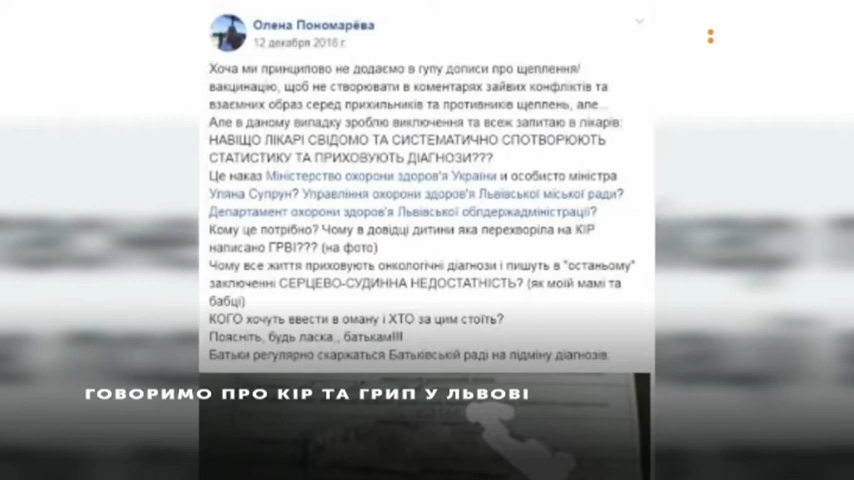 Олена Пономарёва
12 декабря 2018 г.
Хоча ми принципово не додаємо в гупу дописи про щеплення/
вакцинацію, щоб не створювати в коментарях зайвих конфліктів та
взаємних образ серед прихильників та противників щеплень, але...
Але в даному випадку зроблю виключення та всеж запитаю в лікарів:
НАВІЩО ЛІКАРІ СВІДОМО ТА СИСТЕМАТИЧНО СПОТВОРЮЮТЬ
СТАТИСТИКУ ТА ПРИХОВУЮТЬ ДІАГНОЗИ???
Це наказ Міністерство охорони здоров'я України и особисто міністра
Уляна Супрун? Управління охорони здоров'я Львівської міської ради?
Департамент охорони здоров'я Львівської облдержадміністрації?
Кому це потрібно? Чому в довідці дитини яка перехворіла на КІР
написано ГРВІ??? (на фото)
Чому все життя приховують онкологічні діагнози і пишуть в "останьому"
заключенні СЕРЦЕВО-СУДИННА НЕДОСТАТНІСТЬ? (як моїй мамі та
бабці)
КОГО хочуть ввести в оману і ХТО за цим стоїть?
Поясніть, будь ласка,, батькам!!!
Батьки регулярно скаржаться Батьківській раді на підміну діагнозів.
ГОВОРИМО ПРО КІР ТА ГРИП У ЛЬВОВІ